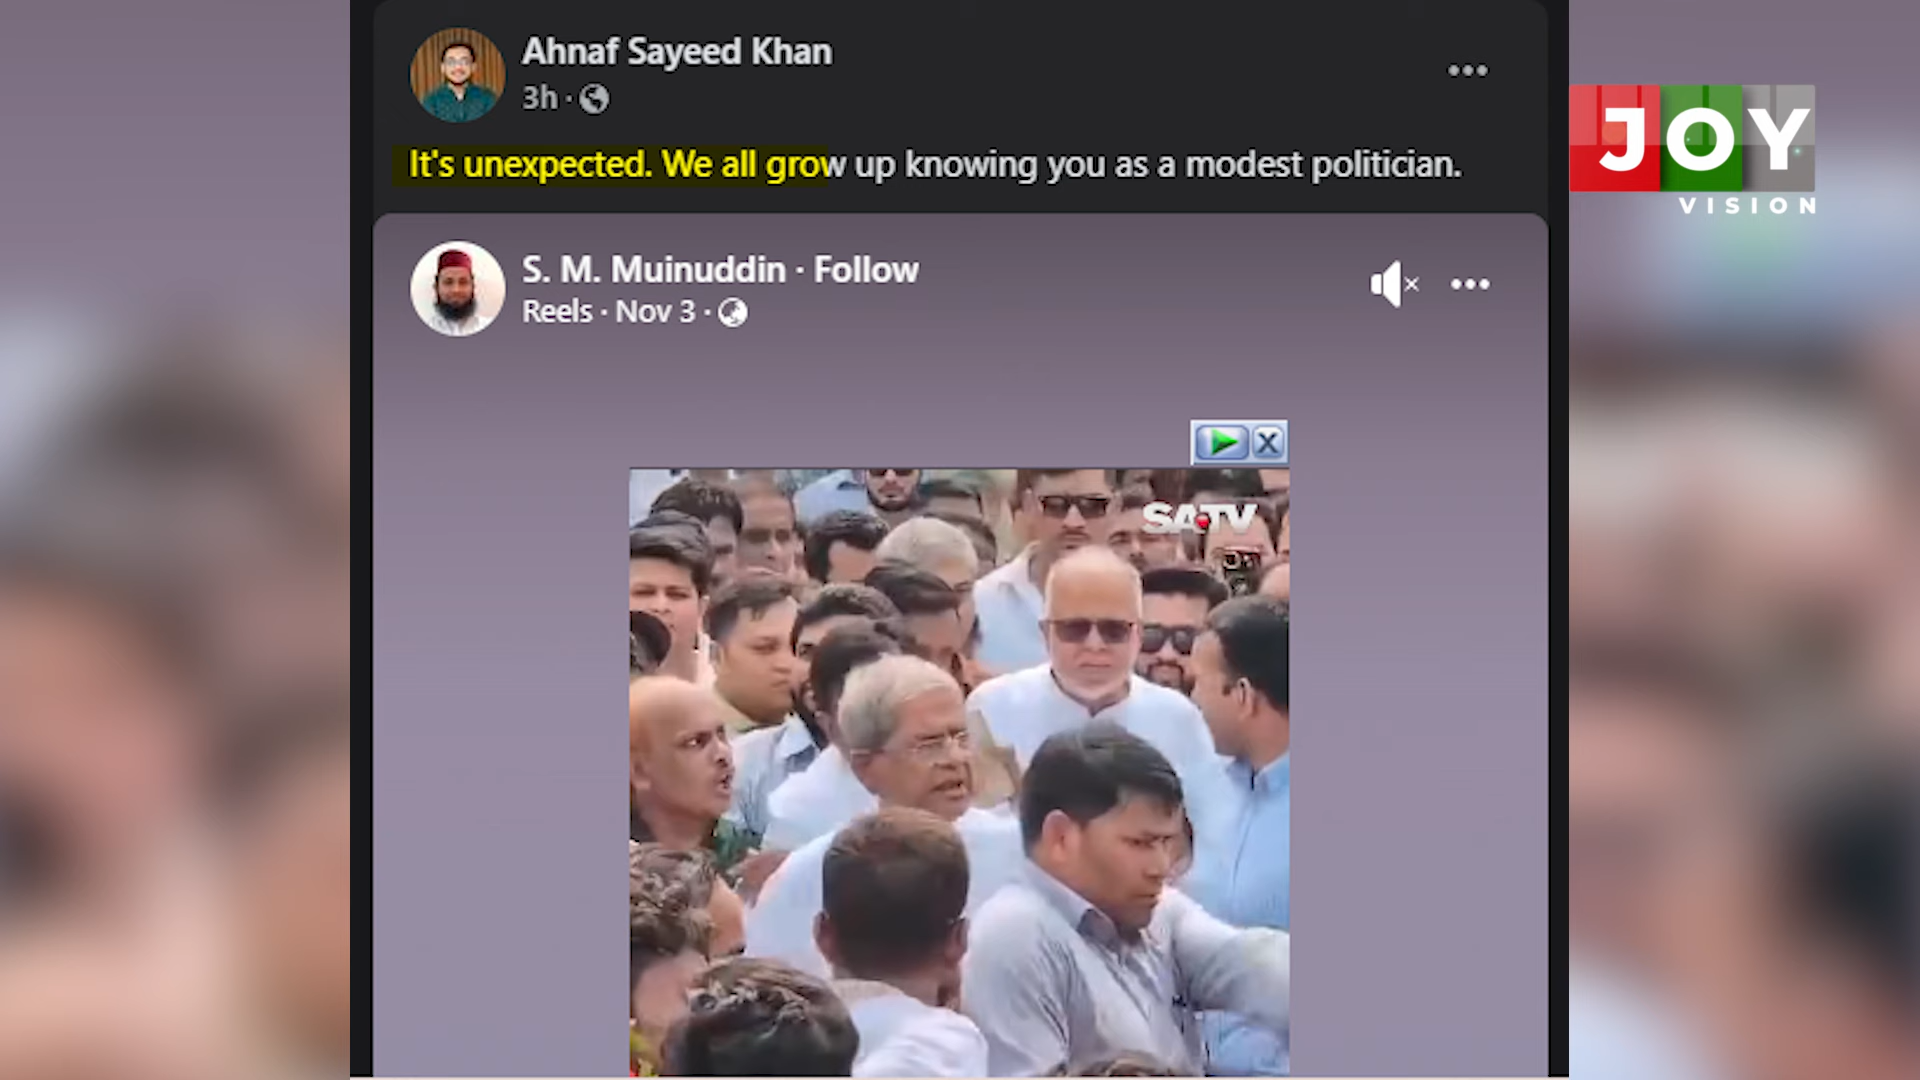 Ahnaf Sayeed Khan
3h ·
It's unexpected. We all grow up knowing you as a modest politician.
JOY
VISION
S. M. Muinuddin · Follow
Reels · Nov 3 ·
SATV